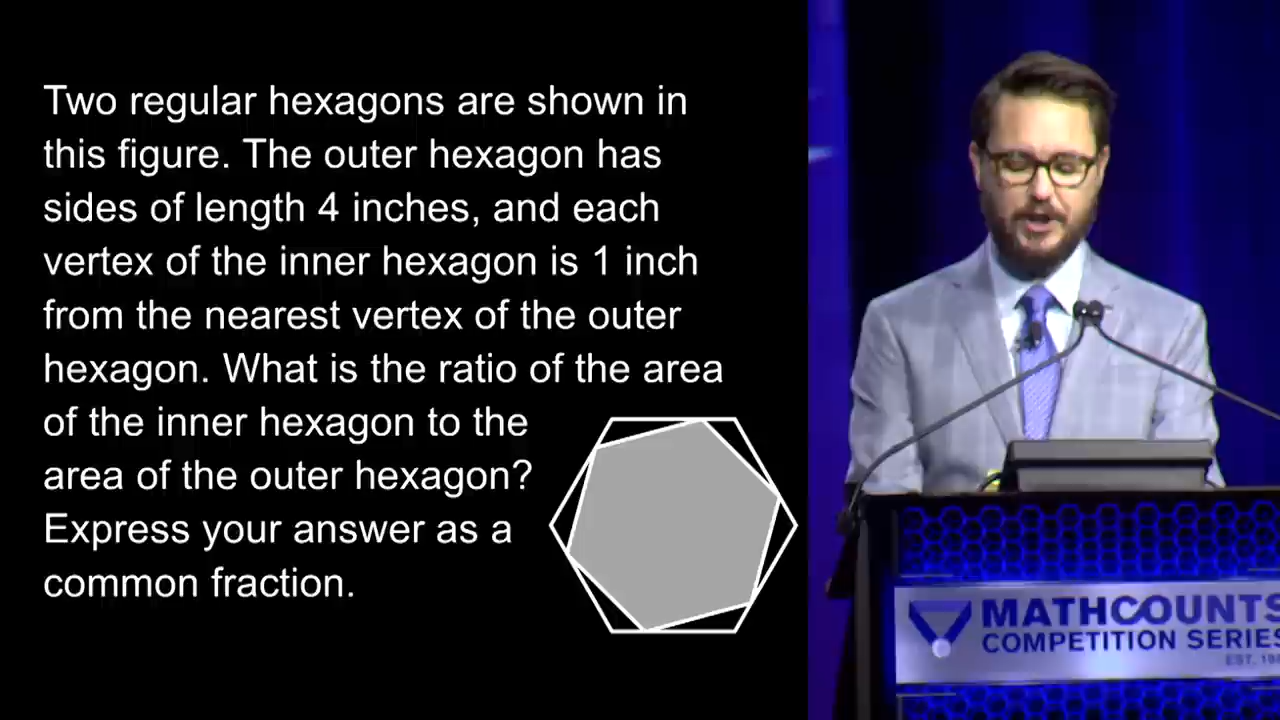 Two regular hexagons are shown in
this figure. The outer hexagon has
sides of length 4 inches, and each
vertex of the inner hexagon is 1 inch
from the nearest vertex of the outer
hexagon. What is the ratio of the area
of the inner hexagon to the
area of the outer hexagon?
Express your answer as a
common fraction.
MATHCOUNTS
COMPETITION SERIES
EST. 198